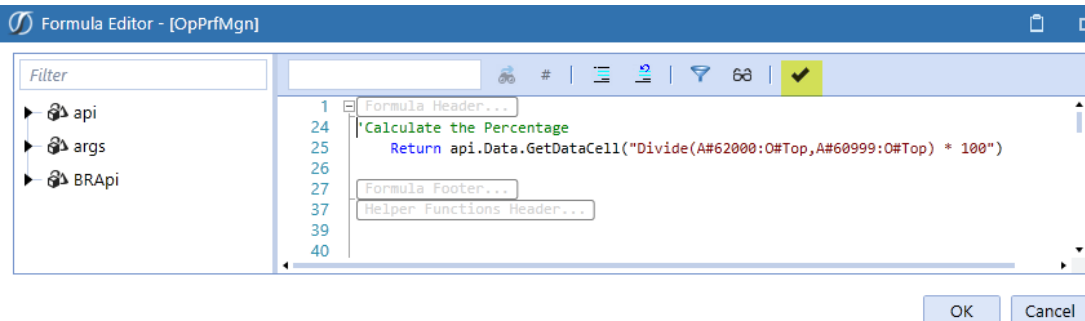 Formula Editor - [OpPrfMgn]
Filter
#
api
args
BRApi
1 Formula Header...
24 'Calculate the Percentage
25 Return api.Data.GetDataCell("Divide(A#62000:O#Top,A#60999:O#Top) * 100")
26
27 Formula Footer...
37 Helper Functions Header...
39
40
OK Cancel